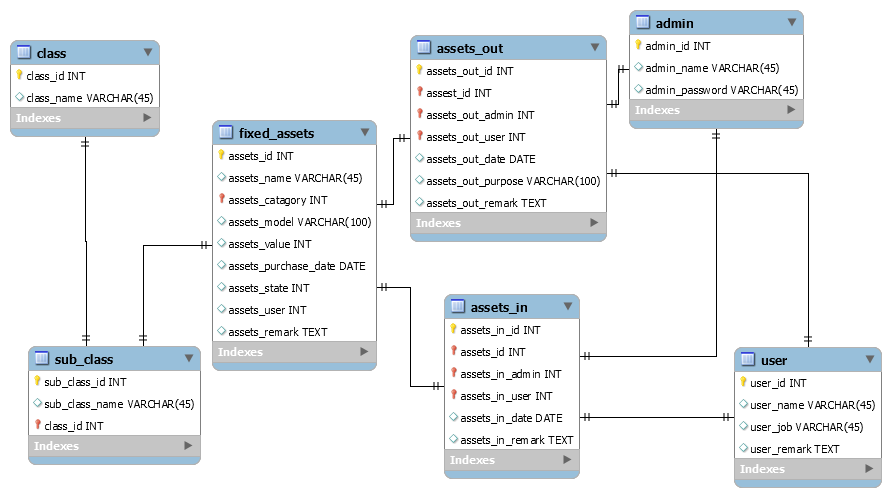 class
class_id INT
class_name VARCHAR(45)
Indexes
fixed_assets
assets_id INT
assets_name VARCHAR(45)
assets_catagory INT
assets_model VARCHAR(100)
assets_value INT
assets_purchase_date DATE
assets_state INT
assets_user INT
assets_remark TEXT
Indexes
assets_out
assets_out_id INT
assest_id INT
assets_out_admin INT
assets_out_user INT
assets_out_date DATE
assets_out_purpose VARCHAR(100)
assets_out_remark TEXT
Indexes
admin
admin_id INT
admin_name VARCHAR(45)
admin_password VARCHAR(45)
Indexes
sub_class
sub_class_id INT
sub_class_name VARCHAR(45)
class_id INT
Indexes
assets_in
assets_in_id INT
assets_id INT
assets_in_admin INT
assets_in_user INT
assets_in_date DATE
assets_in_remark TEXT
Indexes
user
user_id INT
user_name VARCHAR(45)
user_job VARCHAR(45)
user_remark TEXT
Indexes